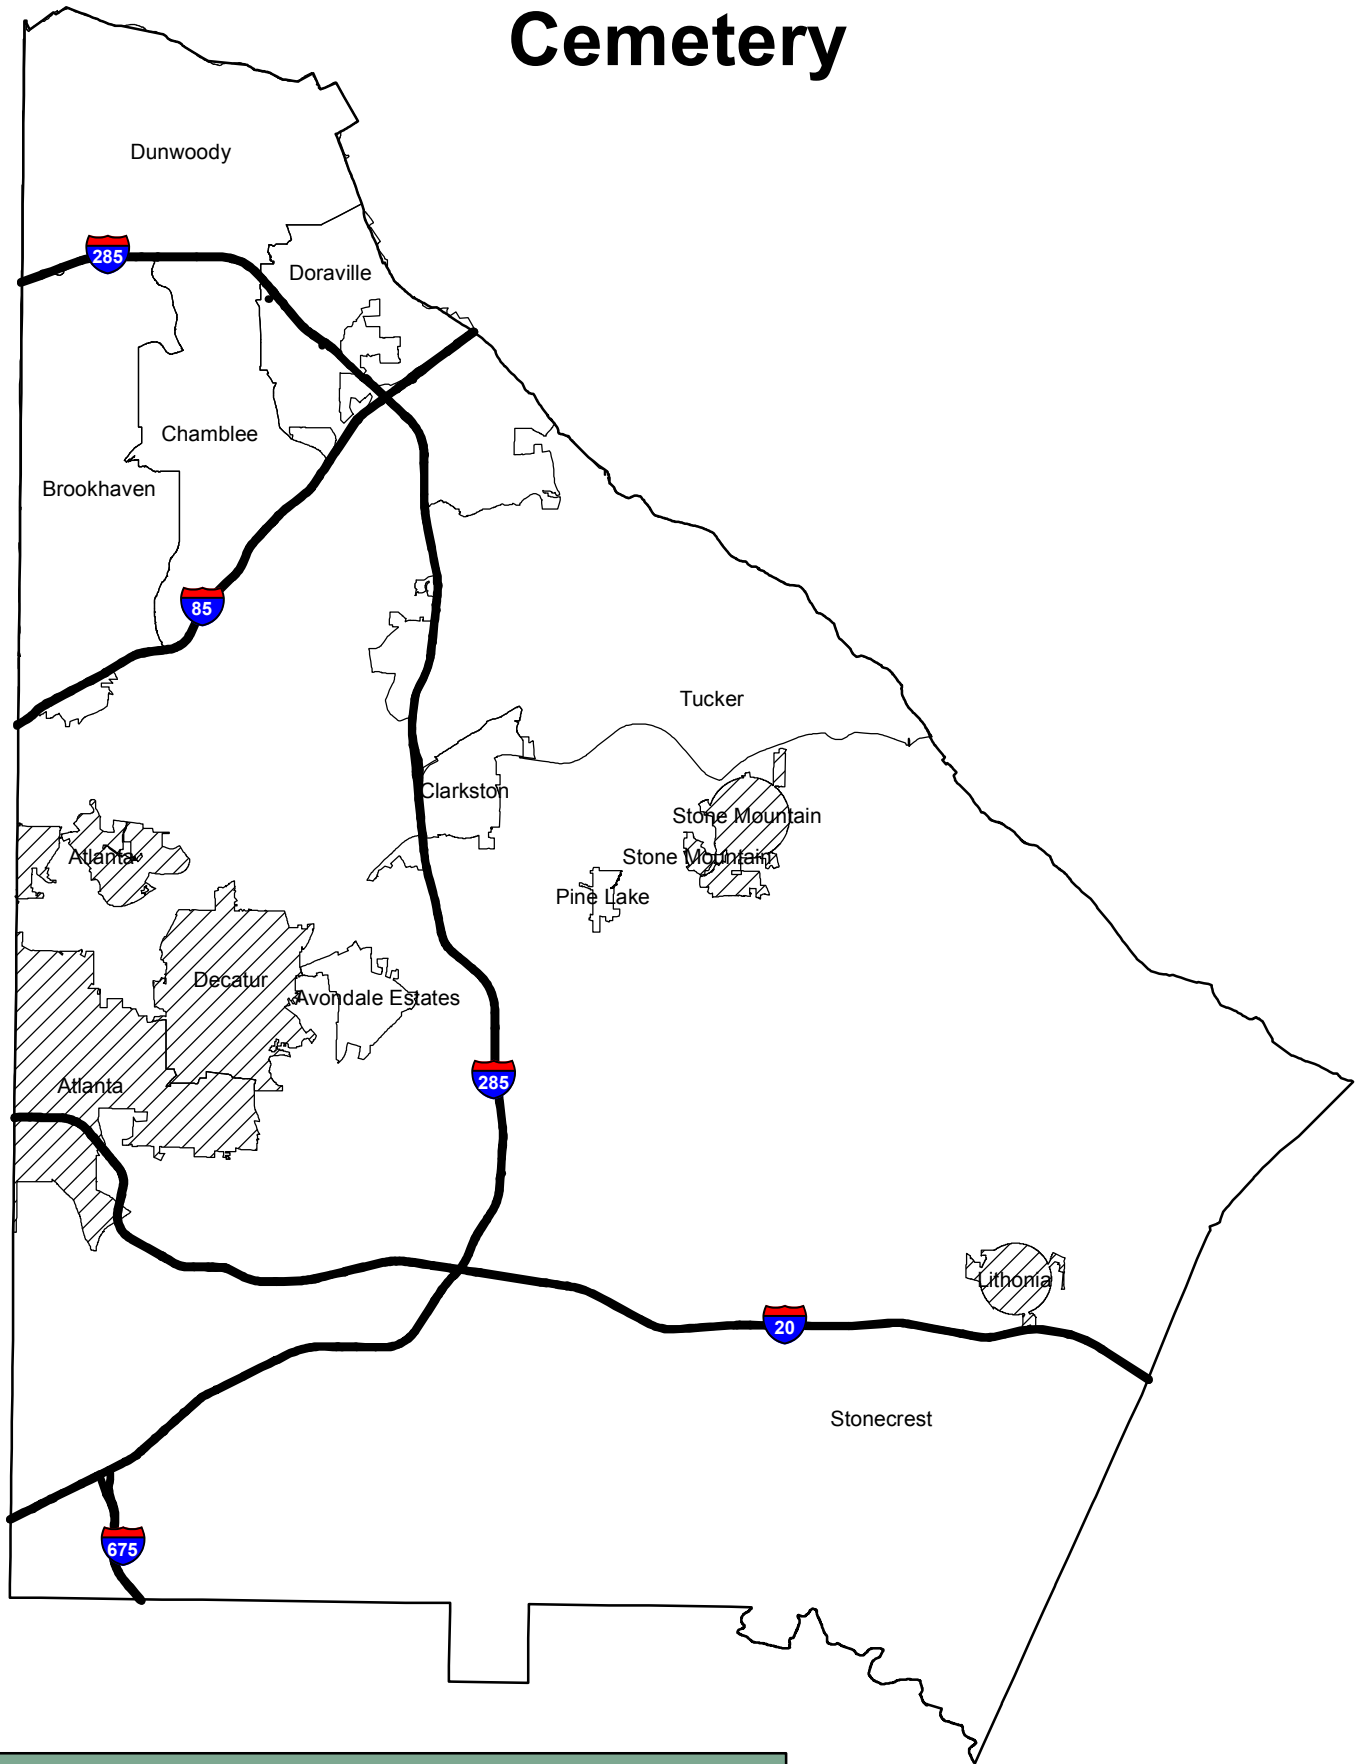 Cemetery
Dunwoody
285
Doraville
Chamblee
Brookhaven
85
Tucker
Clarkston
Stone Mountain
Atlanta
Stone Mountain
Pine Lake
Decatur
Avondale Estates
285
Atlanta
Lithonia
20
Stonecrest
675